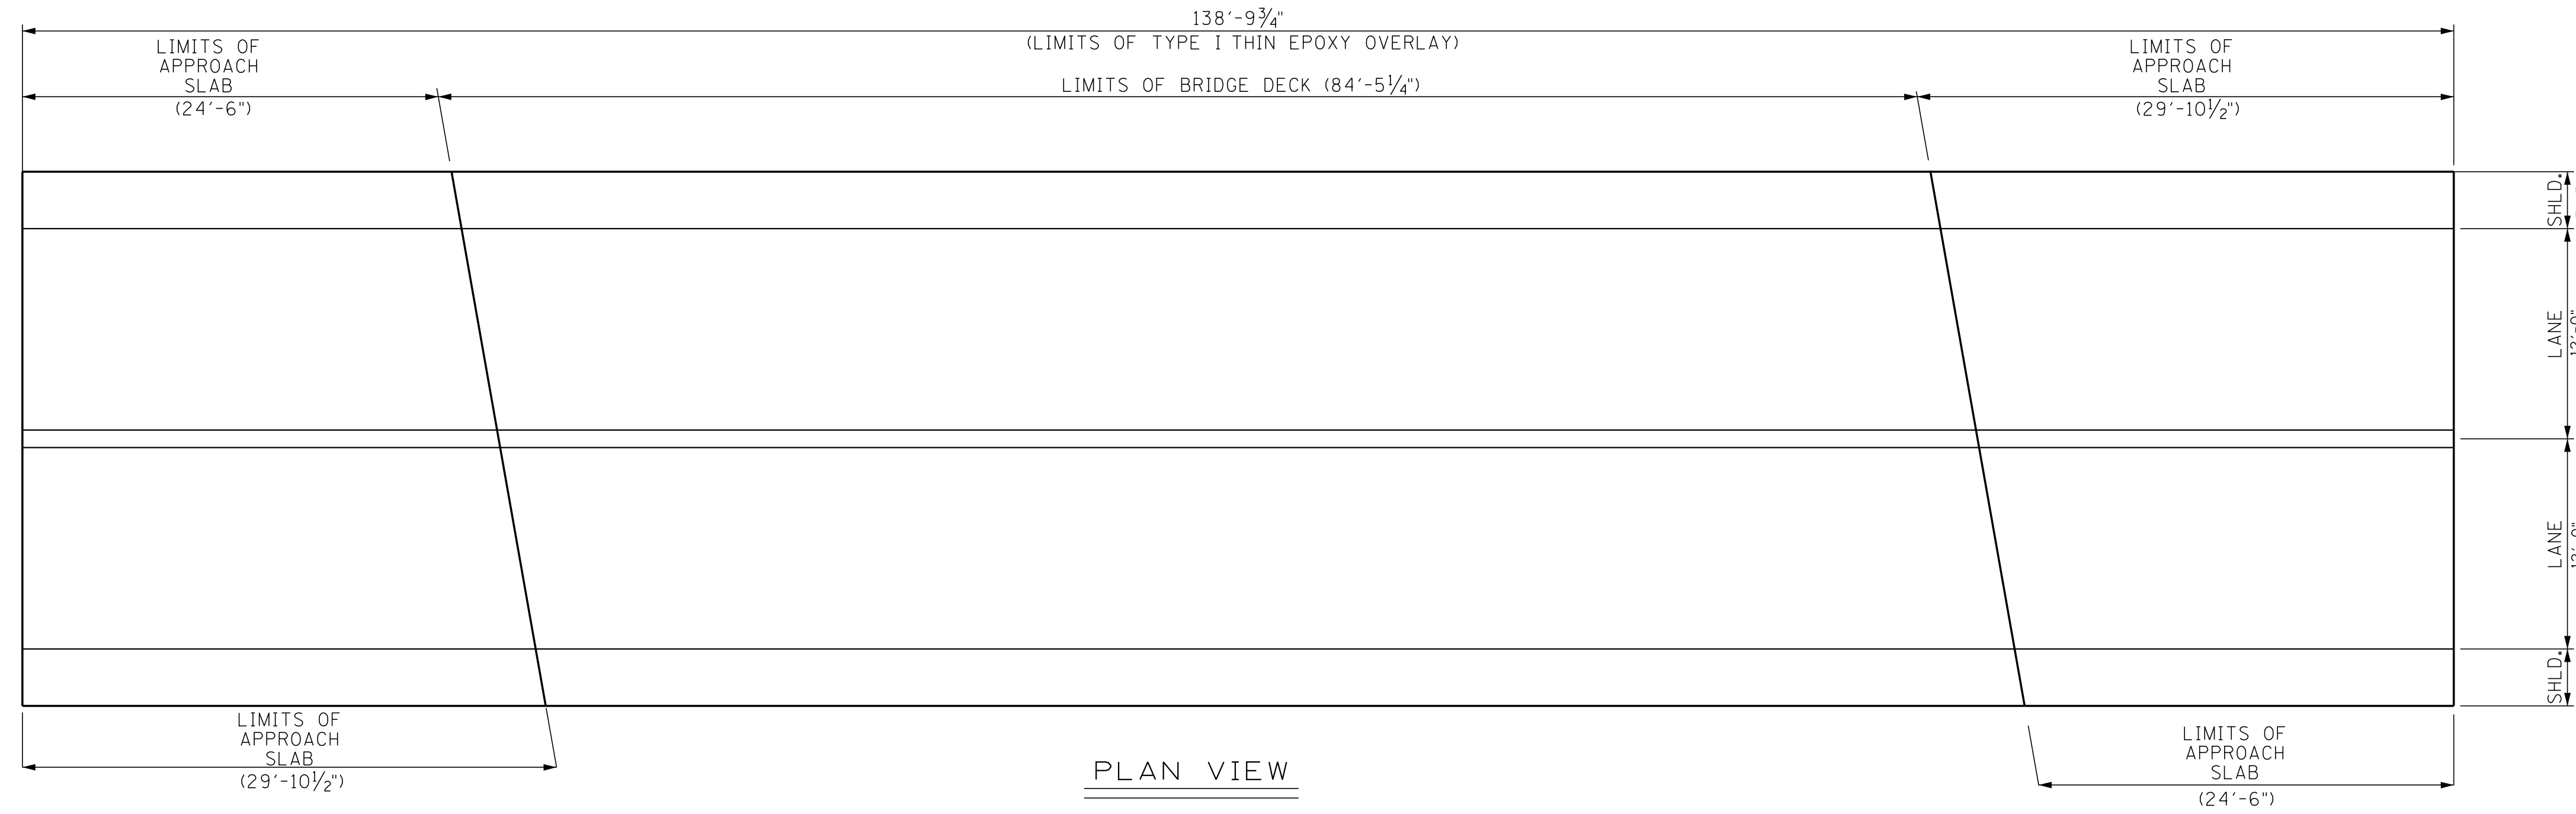 138'-9¾"
(LIMITS OF TYPE I THIN EPOXY OVERLAY)
LIMITS OF
APPROACH
SLAB
(24'-6")
LIMITS OF BRIDGE DECK (84'-5¼")
LIMITS OF
APPROACH
SLAB
(29'-10½")
SHLD.
LANE
LANE
SHLD.
LIMITS OF
APPROACH
SLAB
(29'-10½")
PLAN VIEW
LIMITS OF
APPROACH
SLAB
(24'-6")